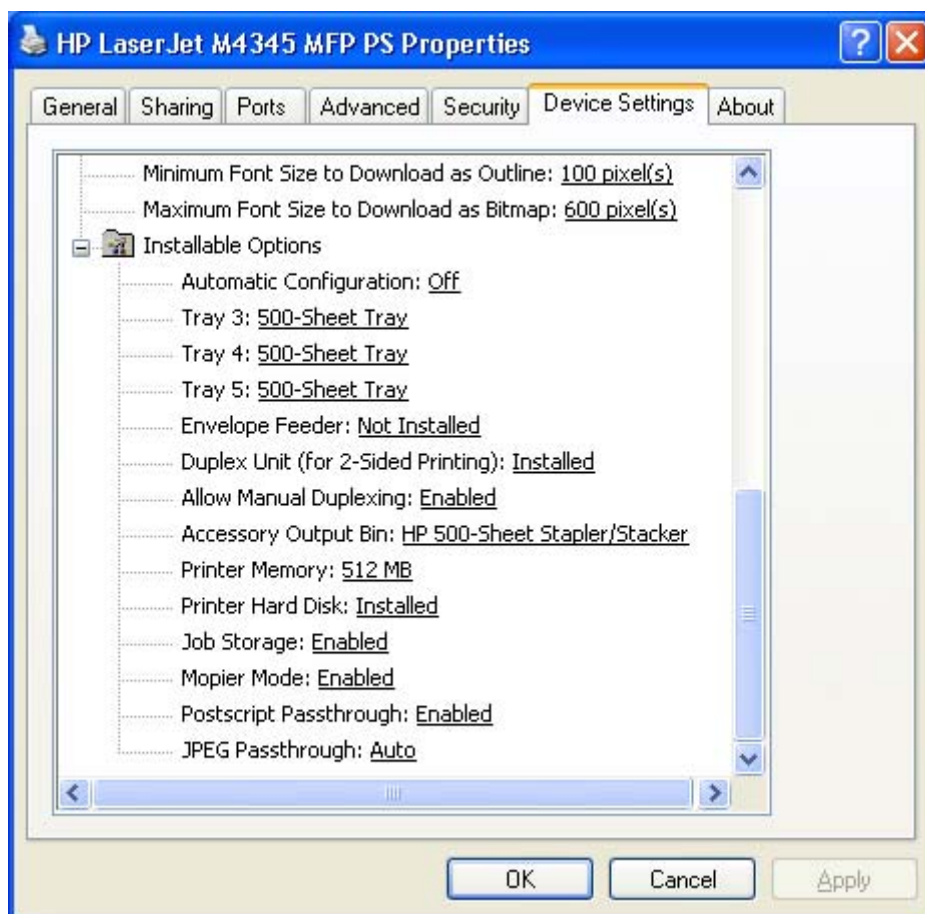 HP LaserJet M4345 MFP PS Properties
General Sharing Ports Advanced Security Device Settings About
Minimum Font Size to Download as Outline: 100 pixel(s)
Maximum Font Size to Download as Bitmap: 600 pixel(s)
Installable Options
Automatic Configuration: Off
Tray 3: 500-Sheet Tray
Tray 4: 500-Sheet Tray
Tray 5: 500-Sheet Tray
Envelope Feeder: Not Installed
Duplex Unit (for 2-Sided Printing): Installed
Allow Manual Duplexing: Enabled
Accessory Output Bin: HP 500-Sheet Stapler/Stacker
Printer Memory: 512 MB
Printer Hard Disk: Installed
Job Storage: Enabled
Mopier Mode: Enabled
Postscript Passthrough: Enabled
JPEG Passthrough: Auto
OK Cancel Apply